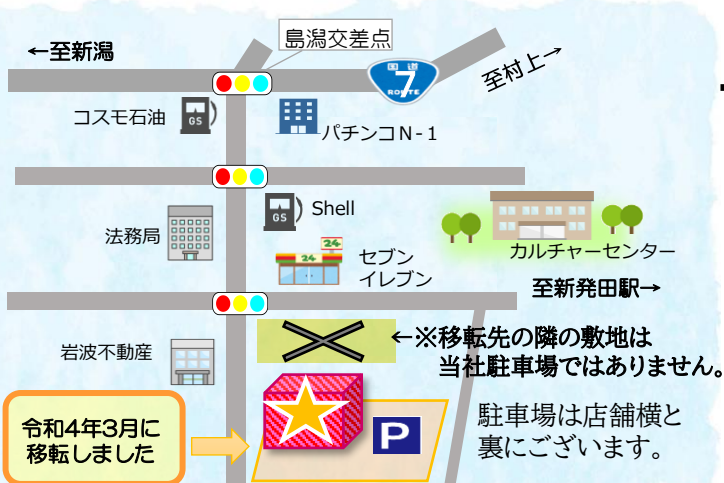 島潟交差点
←至新潟
国道
7
ROUTE
至村上→
コスモ石油
GS
パチンコN-1
GS
Shell
法務局
24
24
セブン
イレブン
カルチャーセンター
至新発田駅→
岩波不動産
←※移転先の隣の敷地は
当社駐車場ではありません。
令和4年3月に
移転しました
P
駐車場は店舗横と
裏にございます。